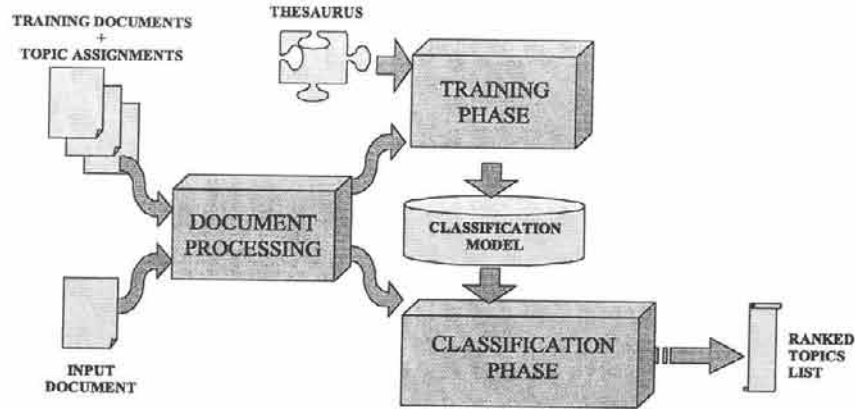 TRAINING DOCUMENTS
+
TOPIC ASSIGNMENTS
THESAURUS
TRAINING
PHASE
DOCUMENT
PROCESSING
CLASSIFICATION
MODEL
INPUT
DOCUMENT
CLASSIFICATION
PHASE
RANKED
TOPICS
LIST